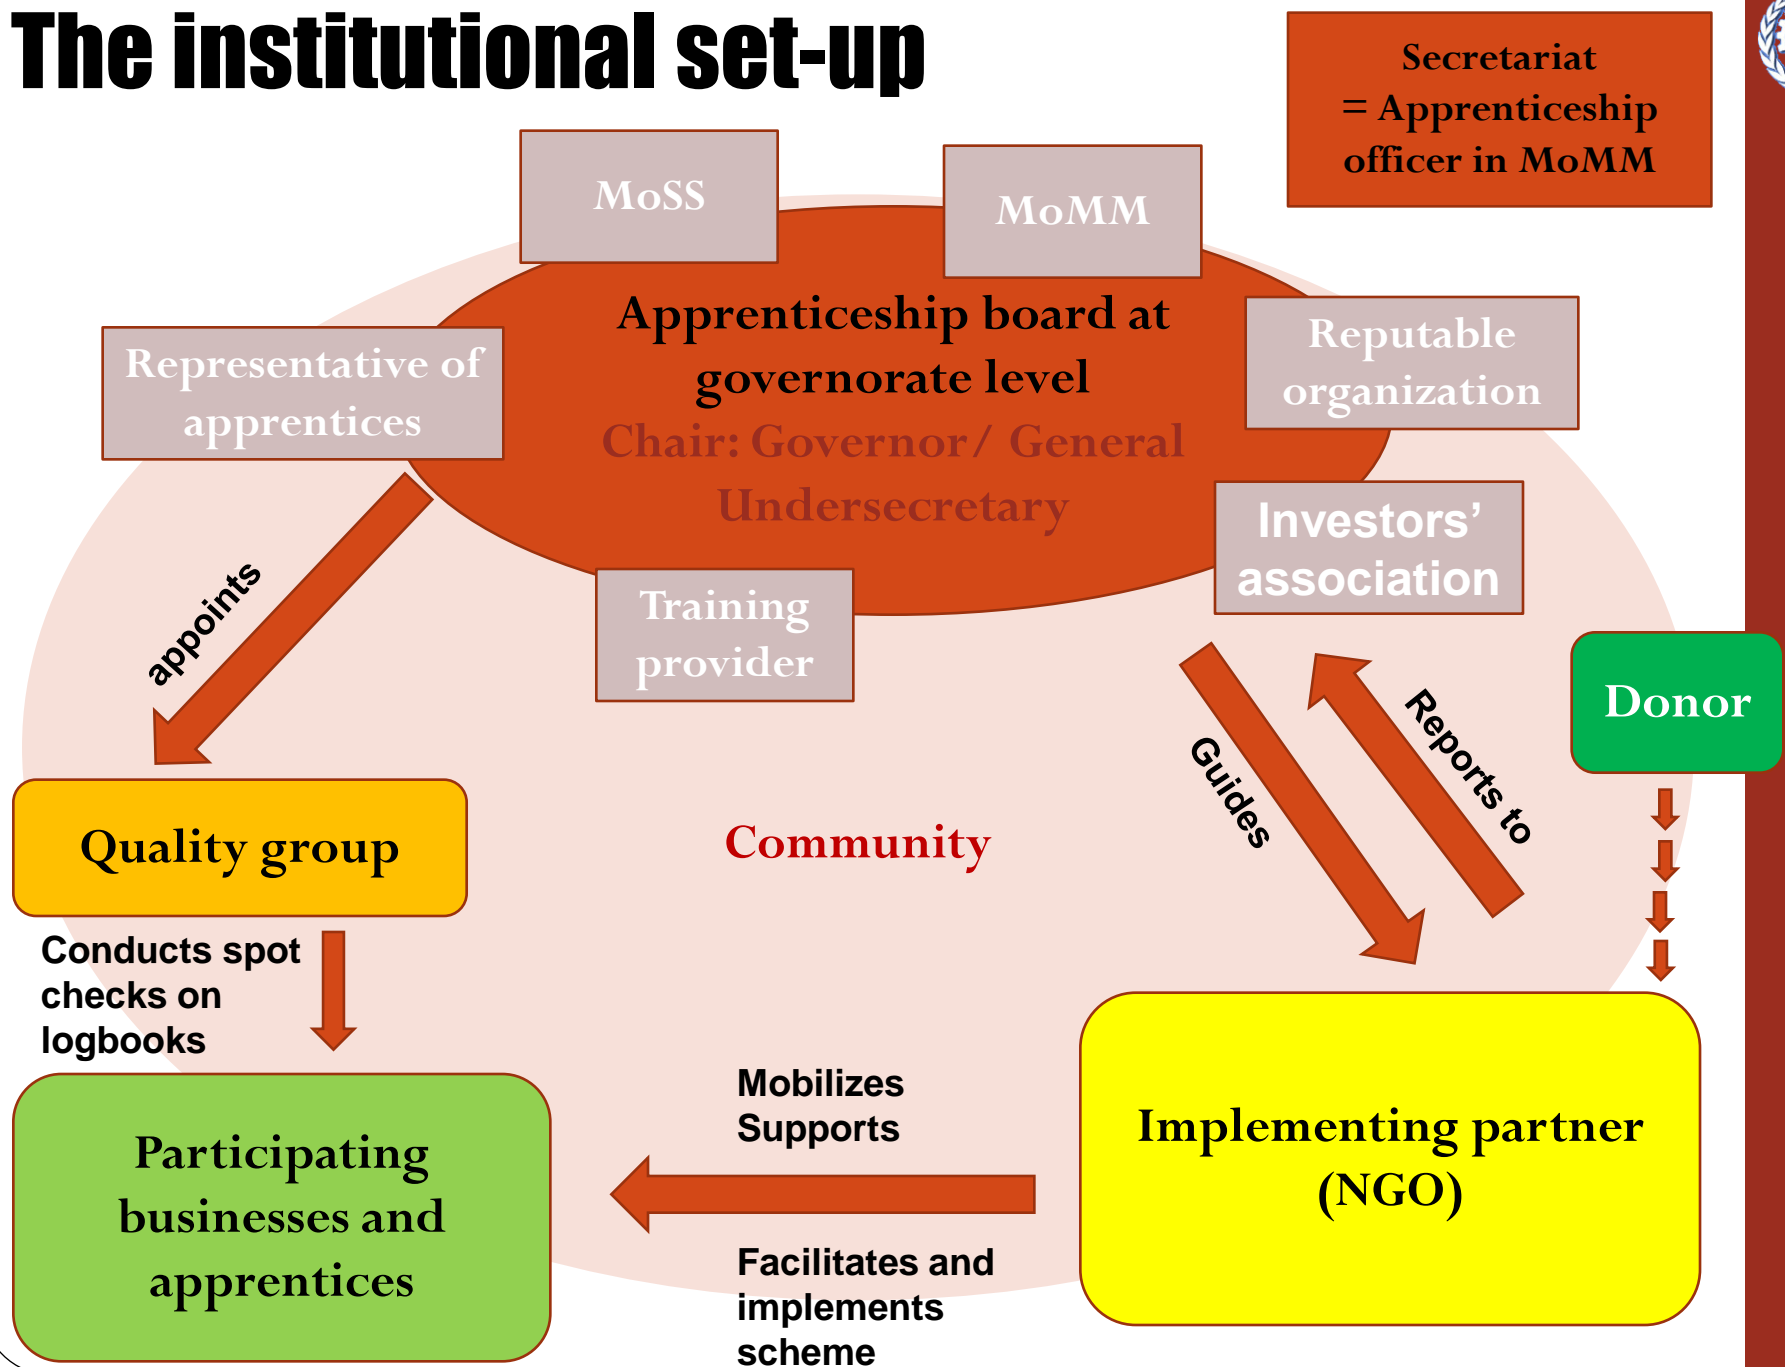 The institutional set-up
Secretariat
= Apprenticeship
officer in MoMM
MoSS
MoMM
Apprenticeship board at
governorate level
Chair: Governor/ General
Undersecretary
Representative of
apprentices
Reputable
organization
Investors’
association
Training
provider
appoints
Guides
Reports to
Donor
Quality group
Community
Conducts spot
checks on
logbooks
Mobilizes
Supports
Implementing partner
(NGO)
Participating
businesses and
apprentices
Facilitates and
implements
scheme